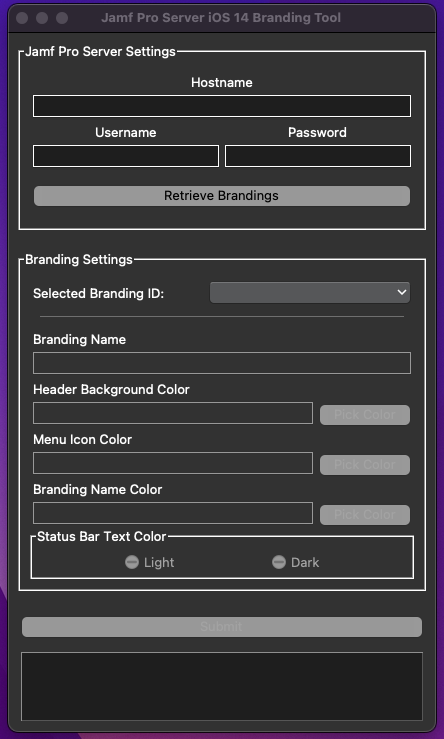 Jamf Pro Server iOS 14 Branding Tool
Jamf Pro Server Settings
Hostname
Username Password
Retrieve Brandings
Branding Settings
Selected Branding ID:
Branding Name
Header Background Color
Pick Color
Menu Icon Color
Pick Color
Branding Name Color
Pick Color
Status Bar Text Color
Light Dark
Submit